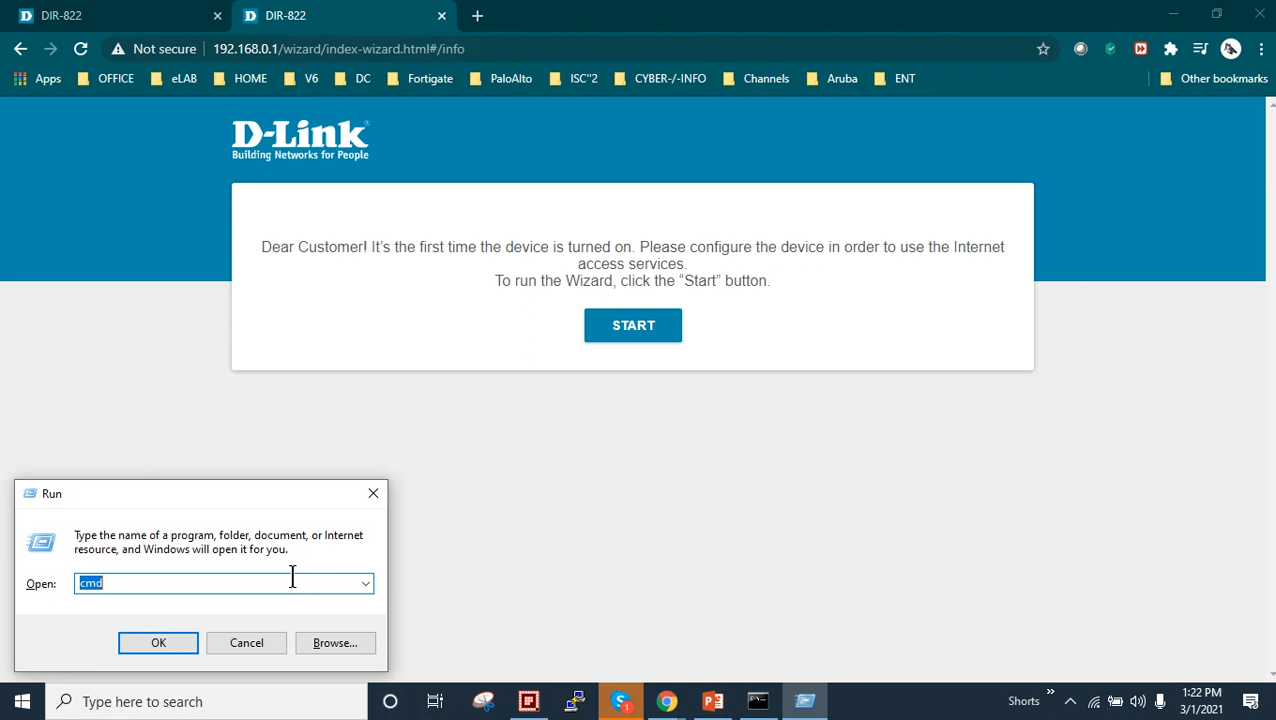 DIR-822
DIR-822
Not secure 192.168.0.1/wizard/index-wizard.html#/info
Apps OFFICE eLAB HOME V6 DC Fortigate PaloAlto ISC"2 CYBER-/-INFO Channels Aruba ENT Other bookmarks
D-Link
Building Networks for People
Dear Customer! It's the first time the device is turned on. Please configure the device in order to use the Internet
access services.
To run the Wizard, click the “Start” button.
START
Run
Type the name of a program, folder, document, or Internet
resource, and Windows will open it for you.
Open: cmd
OK Cancel Browse...
Type here to search
1
Shorts
1:22 PM
3/1/2021